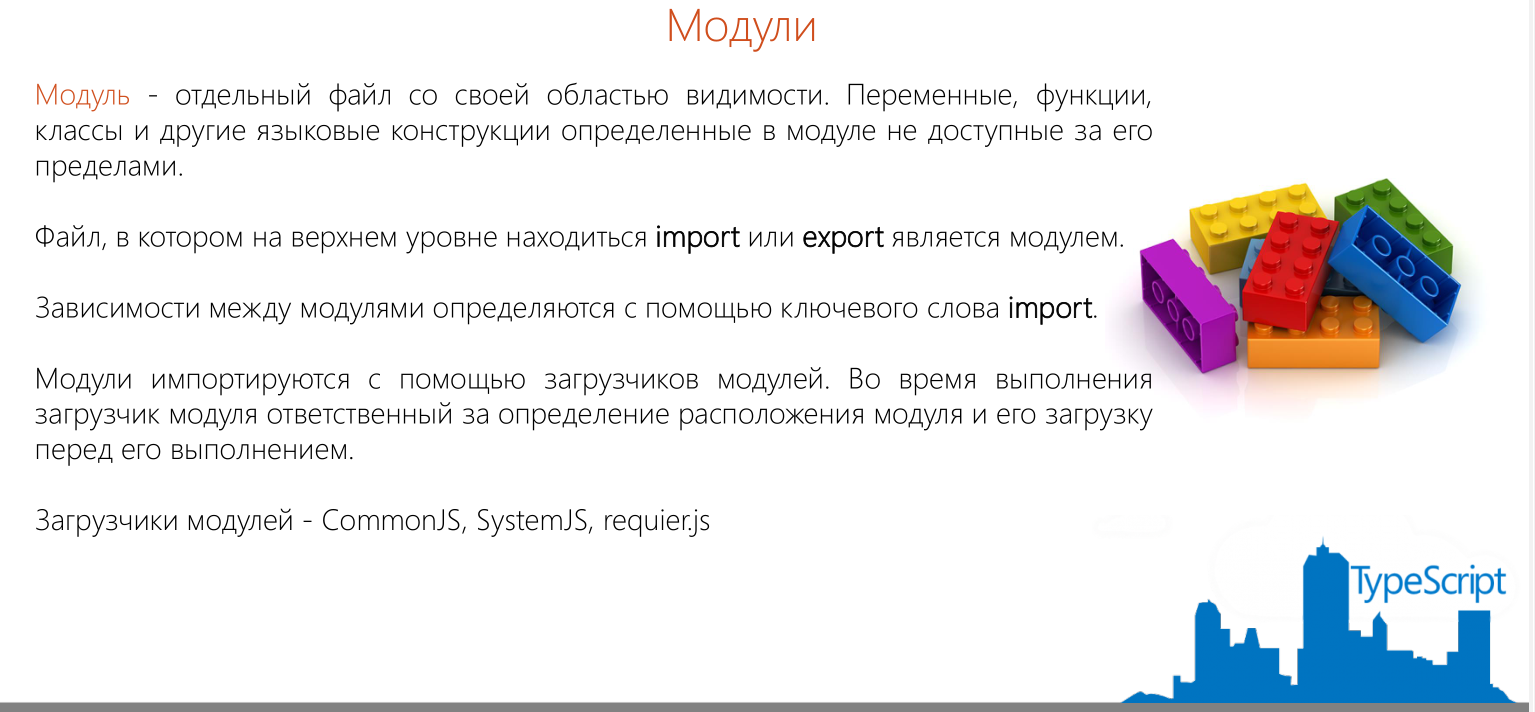 Модули
Модуль - отдельный файл со своей областью видимости. Переменные, функции,
классы и другие языковые конструкции определенные в модуле не доступные за его
пределами.
Файл, в котором на верхнем уровне находиться import или export является модулем.
Зависимости между модулями определяются с помощью ключевого слова import.
Модули импортируются с помощью загрузчиков модулей. Во время выполнения
загрузчик модуля ответственный за определение расположения модуля и его загрузку
перед его выполнением.
Загрузчики модулей - CommonJS, SystemJS, requier.js
TypeScript